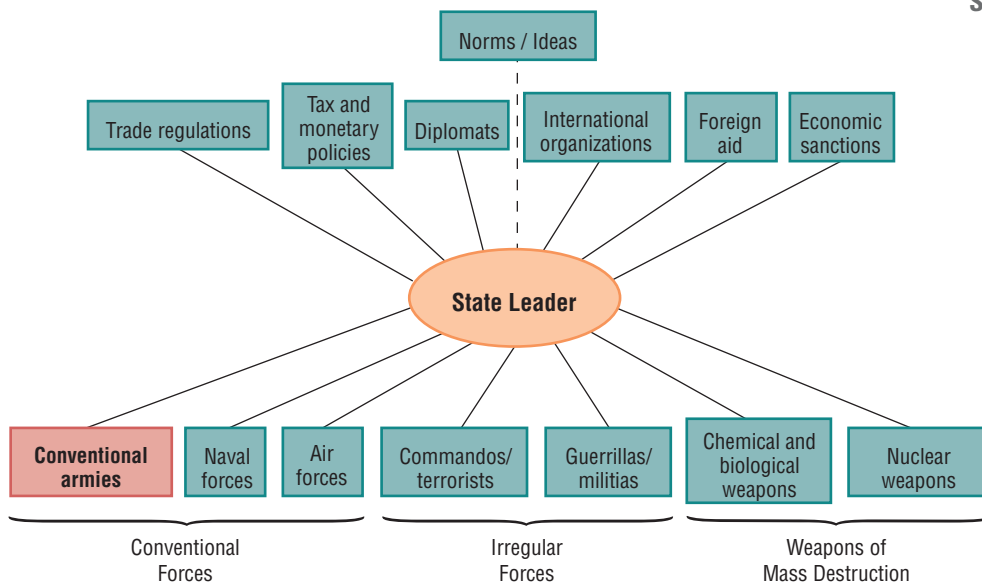 S
Norms / Ideas
Trade regulations
Tax and
monetary
policies
Diplomats
International
organizations
Foreign
aid
Economic
sanctions
State Leader
Conventional
armies
Naval
forces
Air
forces
Commandos/
terrorists
Guerrillas/
militias
Chemical and
biological
weapons
Nuclear
weapons
Conventional
Forces
Irregular
Forces
Weapons of
Mass Destruction